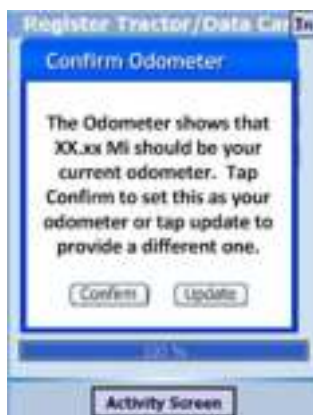 Register Tractor/Data Car
Confirm Odometer
The Odometer shows that
XX.xx Mi should be your
current odometer. Tap
Confirm to set this as your
odometer or tap update to
provide a different one.
Confirm
Update
100 %
Activity Screen